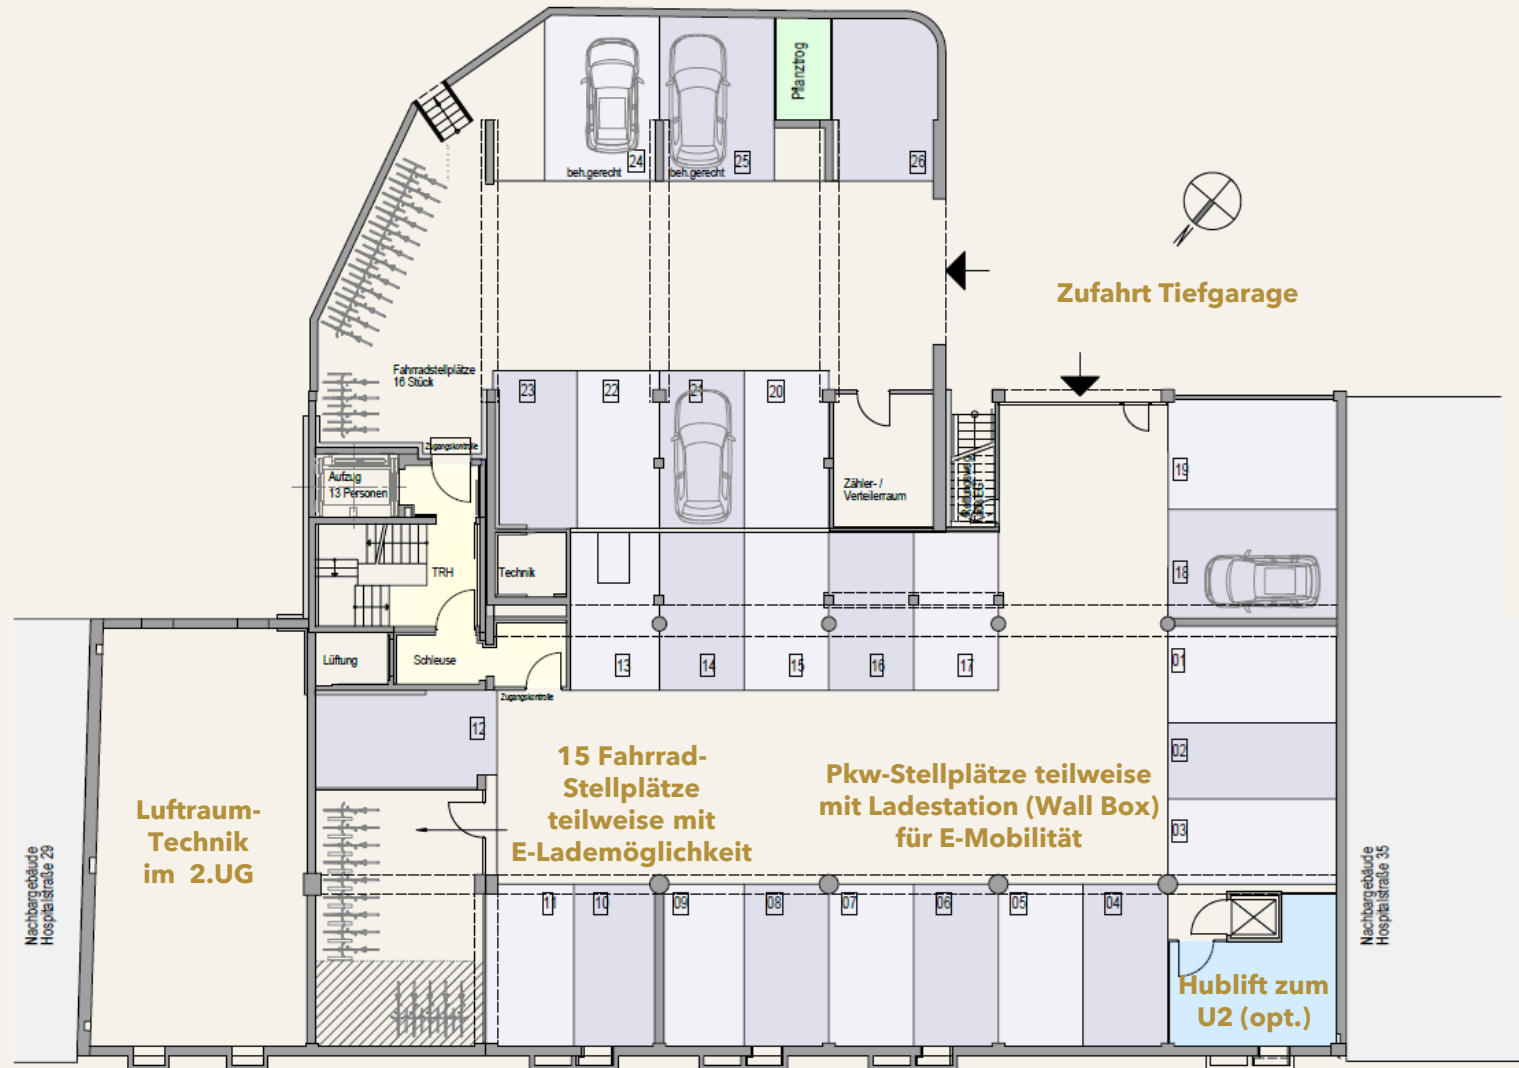 Pflanztrog
24
25
26
beh.gerecht
beh.gerecht
Zufahrt Tiefgarage
Fahrradstellplätze
16 Stück
23
22
21
20
Zugangskontrolle
Aufzug
13 Personen
Zähler- /
Verteilerraum
19
18
TRH
Technik
Lüftung
Schleuse
13
14
15
16
17
01
Zugangskontrolle
12
02
03
15 Fahrrad-
Stellplätze
teilweise mit
E-Lademöglichkeit
Pkw-Stellplätze teilweise
mit Ladestation (Wall Box)
für E-Mobilität
Luftraum-
Technik
im 2.UG
Nachbargebäude
Hospitalstraße 29
Nachbargebäude
Hospitalstraße 35
11
10
09
08
07
06
05
04
Hublift zum
U2 (opt.)